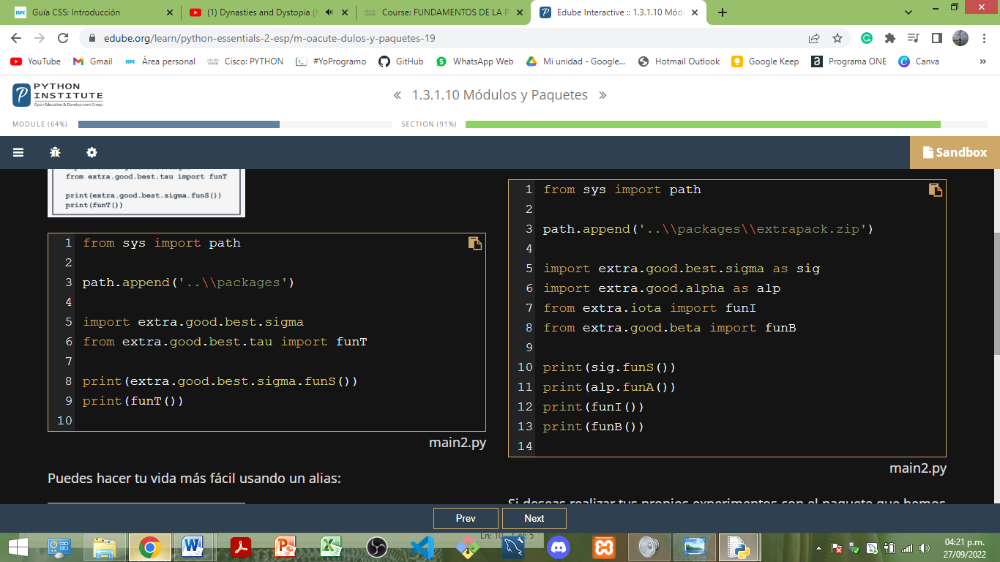 Guía CSS: Introducción
(1) Dynasties and Dystopia (f
Course: FUNDAMENTOS DE LA P
Edube Interactive :: 1.3.1.10 Módu
edube.org/learn/python-essentials-2-esp/m-oacute-dulos-y-paquetes-19
YouTube
Gmail
ISPC Área personal
Cisco: PYTHON
#YoProgramo
GitHub
WhatsApp Web
Mi unidad - Google...
Hotmail Outlook
Google Keep
Programa ONE
Canva
»
PYTHON
INSTITUTE
Open Education & Development Group
« 1.3.1.10 Módulos y Paquetes »
MODULE (64%)
SECTION (91%)
Sandbox
from extra.good.best.tau import funT
print(extra.good.best.sigma.funS())
print(funT())
1 from sys import path
2
3 path.append('..\\packages')
4
5 import extra.good.best.sigma
6 from extra.good.best.tau import funT
7
8 print(extra.good.best.sigma.funS())
9 print(funT())
10
main2.py
Puedes hacer tu vida más fácil usando un alias:
1 from sys import path
2
3 path.append('..\\packages\\extrapack.zip')
4
5 import extra.good.best.sigma as sig
6 import extra.good.alpha as alp
7 from extra.iota import funI
8 from extra.good.beta import funB
9
10 print(sig.funS())
11 print(alp.funA())
12 print(funI())
13 print(funB())
14
main2.py
Si deseas realizar tus propios experimentos con el paquete que hemos
Prev
Next
04:21 p.m.
27/09/2022